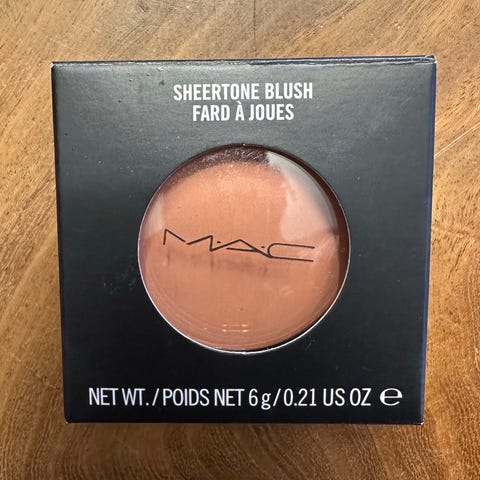 SHEERTONE BLUSH
FARD À JOUES
M·A·C
NET WT./POIDS NET 6 g/0.21 US OZ ℮